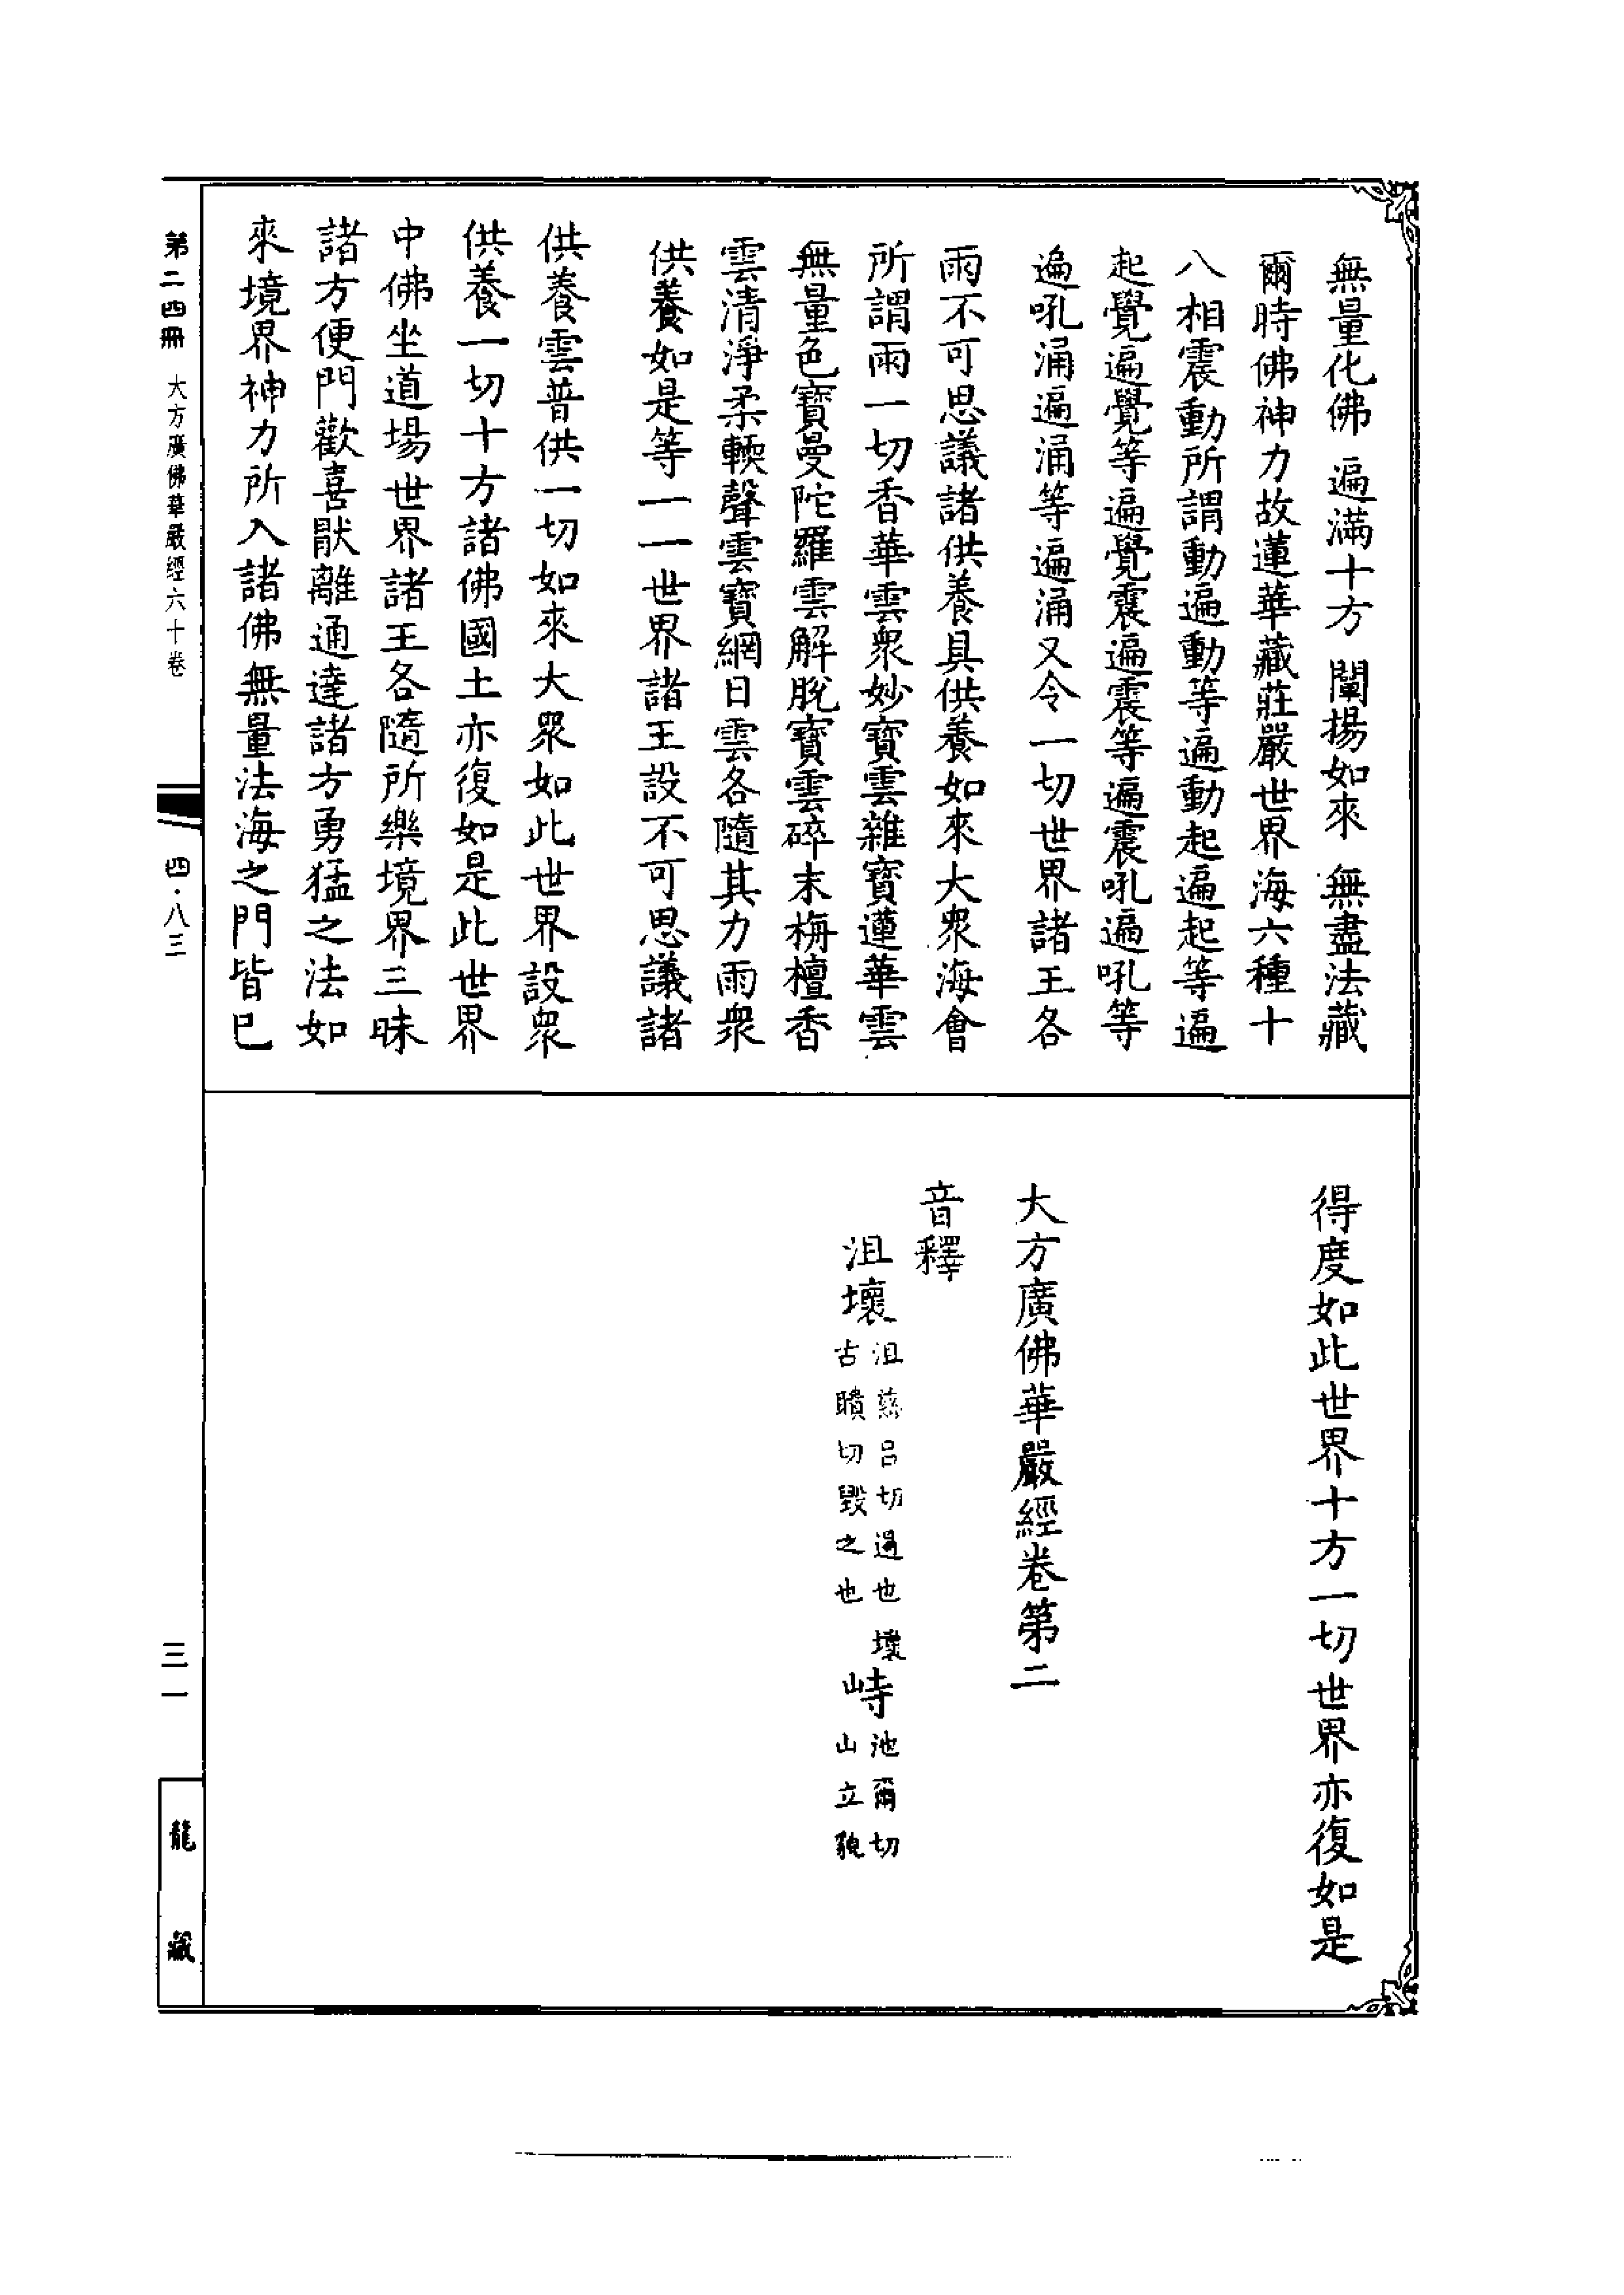 無量化佛 遍滿十方 闡揚如來 無盡法藏
爾時佛神力故蓮華藏莊嚴世界海六種十
八相震動所謂動遍動等遍動起遍起等遍
起覺遍覺等遍覺震遍震等遍震吼遍吼等
遍吼涌遍涌等遍涌又令一切世界諸王各
雨不可思議諸供養具供養如來大衆海會
所謂雨一切香華雲衆妙寶雲雜寶蓮華雲
無量色寶曼陀羅雲解脫寶雲碎末栴檀香
雲清淨柔輭聲雲寶網日雲各隨其力雨衆
供養如是等一一世界諸王設不可思議諸
供養雲普供一切如來大眾如此世界設衆
供養一切十方諸佛國土亦復如是此世界
中佛坐道場世界諸王各隨所樂境界三昧
諸方便門歡喜猒離通達諸方勇猛之法如
來境界神力所入諸佛無量法海之門皆已
得度如此世界十方一切世界亦復如是
大方廣佛華嚴經卷第二
音釋
沮壞 沮慈呂切遏也壞古瞶切毀之也 峙 池爾切山立貌
第二四冊 大方廣佛華嚴經六十卷
四·八三
三一
龍藏